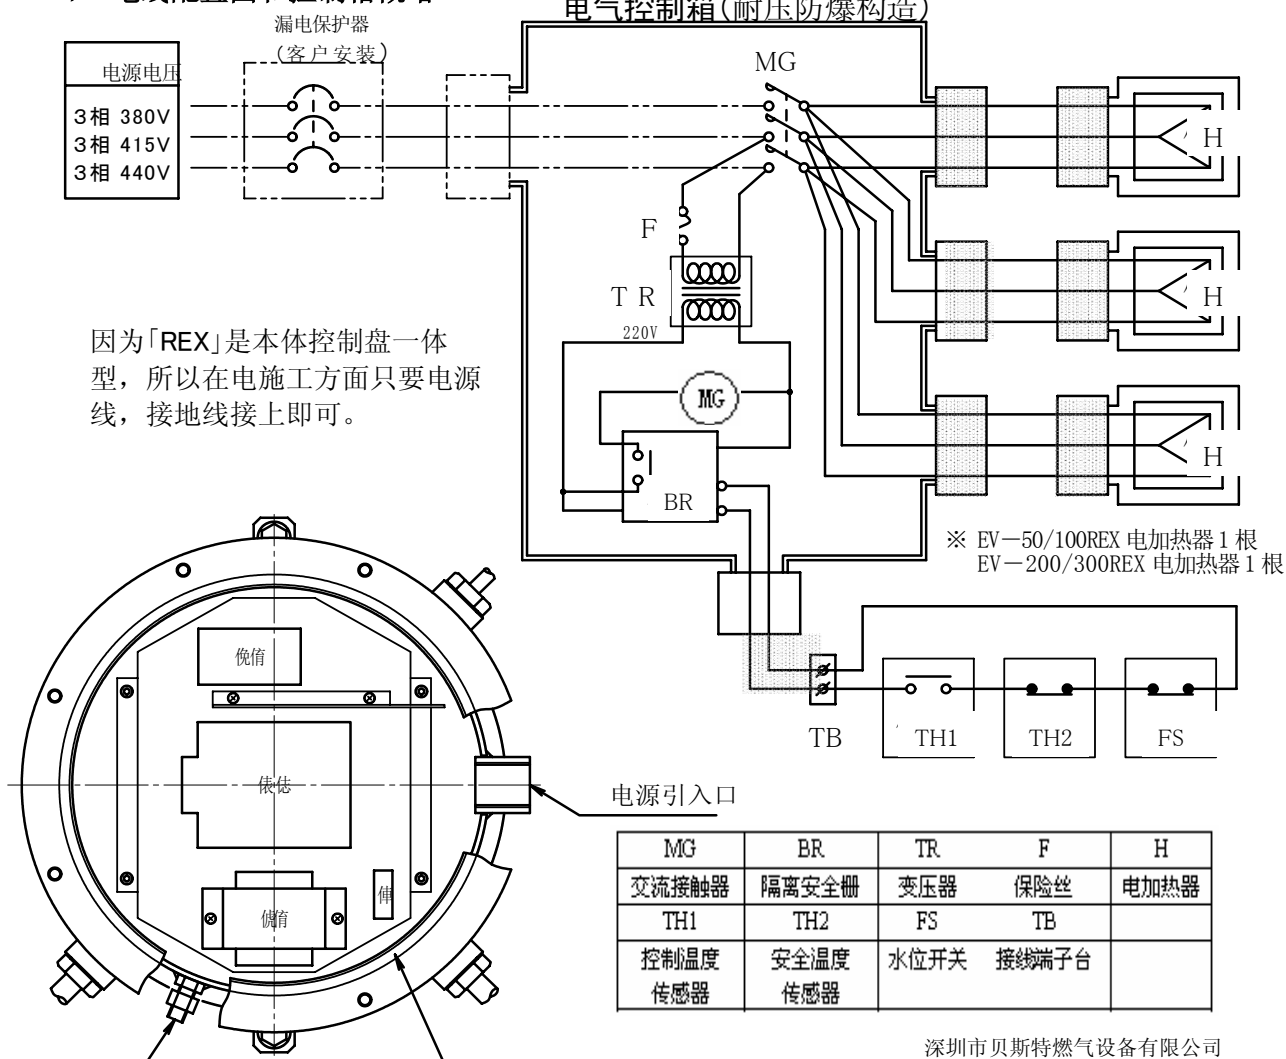 电气控制箱(耐压防爆构造)
漏电保护器
(客户安装)
电源电压
3相 380V
3相 415V
3相 440V
MG
H
F
TR
220V
H
MG
因为「REX」是本体控制盘一体
型，所以在电施工方面只要电源
线，接地线接上即可。
H
BR
※ EV-50/100REX 电加热器1根
EV-200/300REX 电加热器1根
TB
TH1
TH2
FS
电源引入口
MG BR TR F H
交流接触器 隔离安全栅 变压器 保险丝 电加热器
TH1 TH2 FS TB
控制温度 安全温度 水位开关 接线端子台
传感器 传感器
深圳市贝斯特燃气设备有限公司